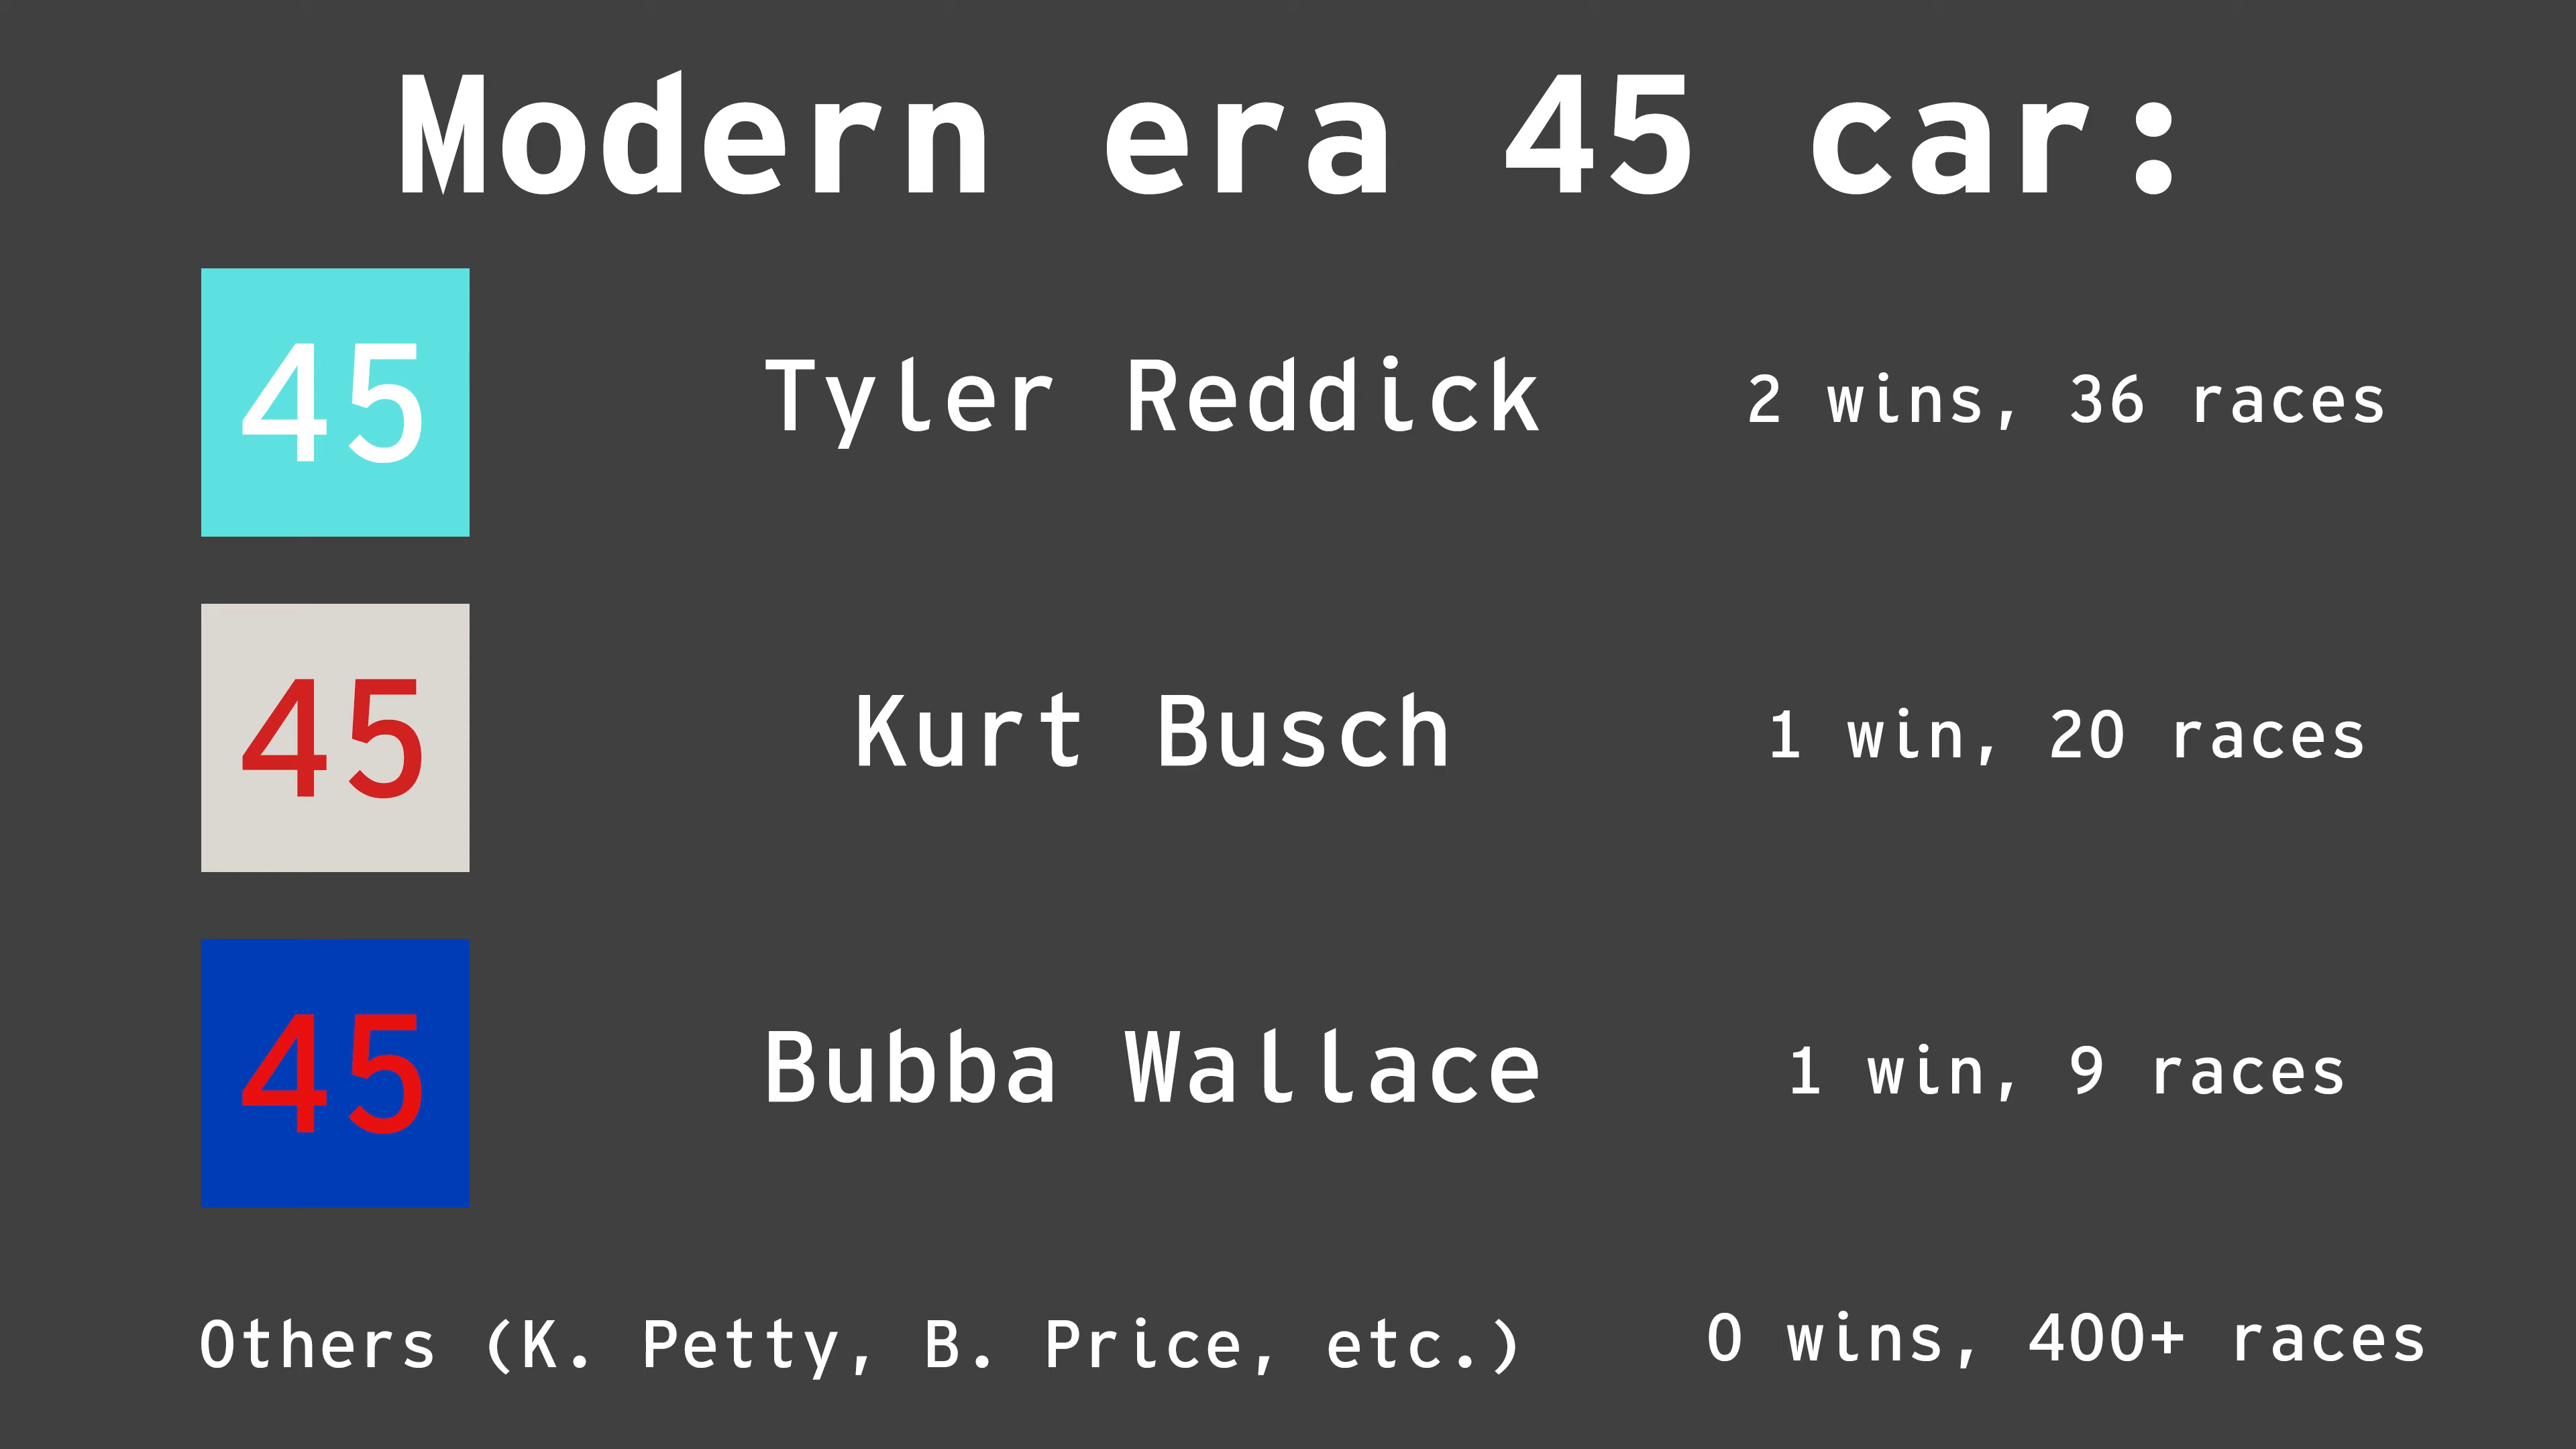 Modern era 45 car:
45 Tyler Reddick 2 wins, 36 races
45 Kurt Busch 1 win, 20 races
45 Bubba Wallace 1 win, 9 races
Others (K. Petty, B. Price, etc.) 0 wins, 400+ races